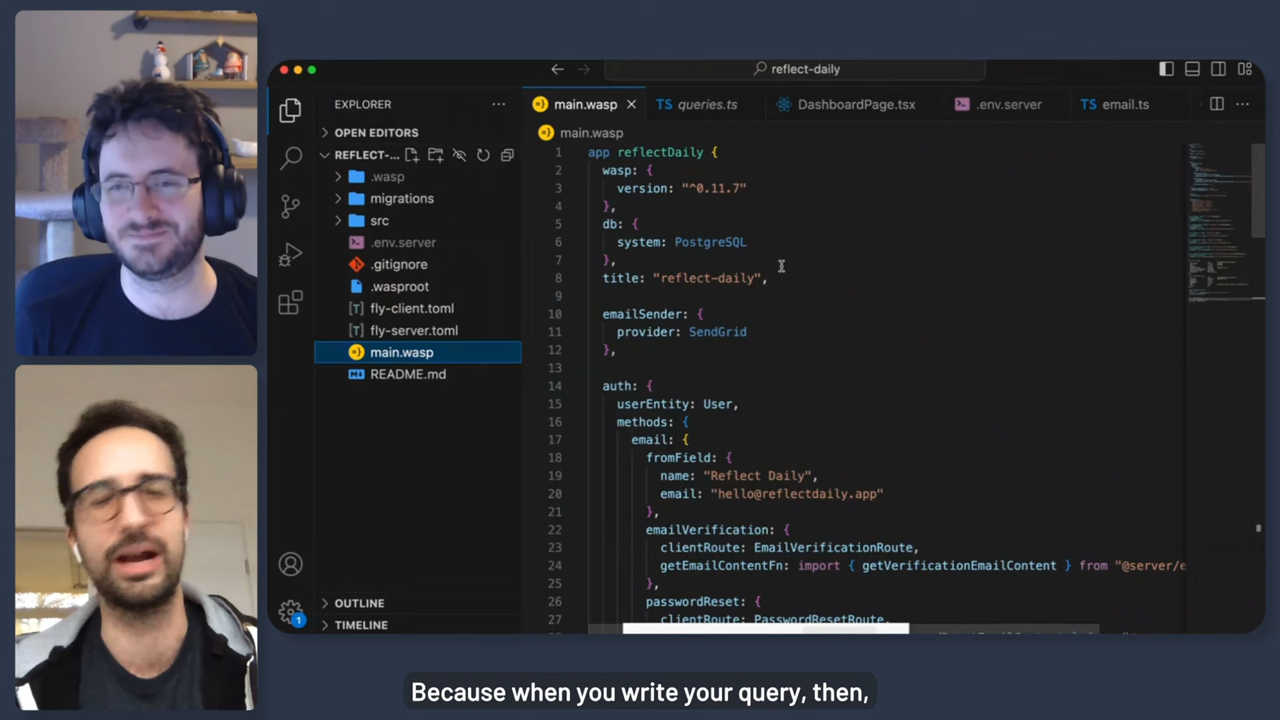 reflect-daily
EXPLORER
OPEN EDITORS
REFLECT-...
.wasp
migrations
src
.env.server
.gitignore
.wasproot
fly-client.toml
fly-server.toml
main.wasp
README.md
OUTLINE
TIMELINE
1
main.wasp
TS queries.ts
DashboardPage.tsx
.env.server
TS email.ts
main.wasp
1 app reflectDaily {
2 wasp: {
3 version: "^0.11.7"
4 },
5 db: {
6 system: PostgreSQL
7 },
8 title: "reflect-daily",
9
10 emailSender: {
11 provider: SendGrid
12 },
13
14 auth: {
15 userEntity: User,
16 methods: {
17 email: {
18 fromField: {
19 name: "Reflect Daily",
20 email: "hello@reflectdaily.app"
21 },
22 emailVerification: {
23 clientRoute: EmailVerificationRoute,
24 getEmailContentFn: import { getVerificationEmailContent } from "@server/e
25 },
26 passwordReset: {
27 clientRoute: PasswordResetRoute,
Because when you write your query, then,